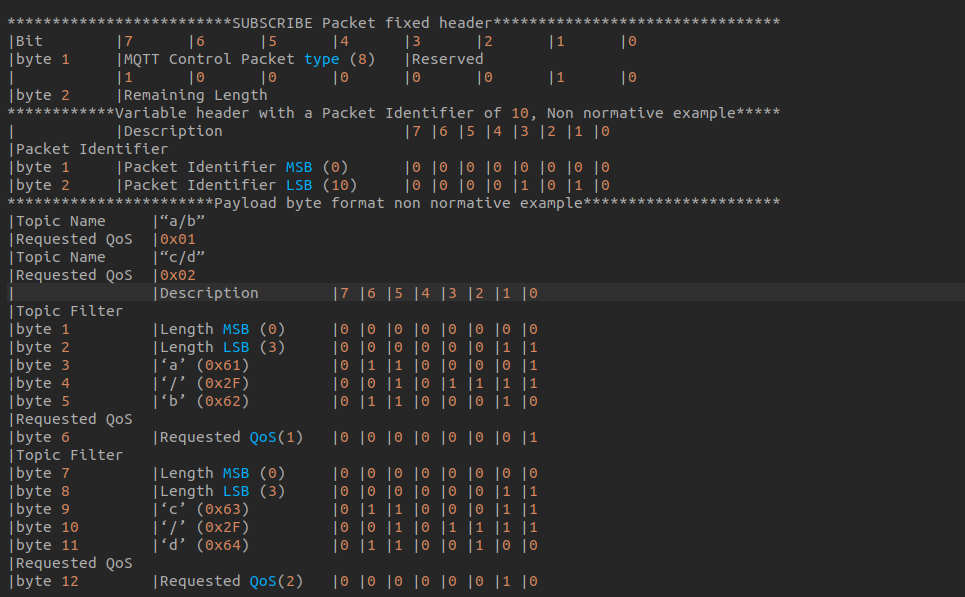 *************************SUBSCRIBE Packet fixed header********************************
|Bit        |7      |6      |5      |4      |3      |2      |1      |0
|byte 1     |MQTT Control Packet type (8)   |Reserved
|           |1      |0      |0      |0      |0      |0      |1      |0
|byte 2     |Remaining Length
************Variable header with a Packet Identifier of 10, Non normative example*****
|           |Description                    |7 |6 |5 |4 |3 |2 |1 |0
|Packet Identifier
|byte 1     |Packet Identifier MSB (0)      |0 |0 |0 |0 |0 |0 |0 |0
|byte 2     |Packet Identifier LSB (10)     |0 |0 |0 |0 |1 |0 |1 |0
***********************Payload byte format non normative example**********************
|Topic Name     |“a/b”
|Requested QoS  |0x01
|Topic Name     |“c/d”
|Requested QoS  |0x02
|               |Description        |7 |6 |5 |4 |3 |2 |1 |0
|Topic Filter
|byte 1         |Length MSB (0)     |0 |0 |0 |0 |0 |0 |0 |0
|byte 2         |Length LSB (3)     |0 |0 |0 |0 |0 |0 |1 |1
|byte 3         |‘a’ (0x61)         |0 |1 |1 |0 |0 |0 |0 |1
|byte 4         |‘/’ (0x2F)         |0 |0 |1 |0 |1 |1 |1 |1
|byte 5         |‘b’ (0x62)         |0 |1 |1 |0 |0 |0 |1 |0
|Requested QoS
|byte 6         |Requested QoS(1)   |0 |0 |0 |0 |0 |0 |0 |1
|Topic Filter
|byte 7         |Length MSB (0)     |0 |0 |0 |0 |0 |0 |0 |0
|byte 8         |Length LSB (3)     |0 |0 |0 |0 |0 |0 |1 |1
|byte 9         |‘c’ (0x63)         |0 |1 |1 |0 |0 |0 |1 |1
|byte 10        |‘/’ (0x2F)         |0 |0 |1 |0 |1 |1 |1 |1
|byte 11        |‘d’ (0x64)         |0 |1 |1 |0 |0 |1 |0 |0
|Requested QoS
|byte 12        |Requested QoS(2)   |0 |0 |0 |0 |0 |0 |1 |0